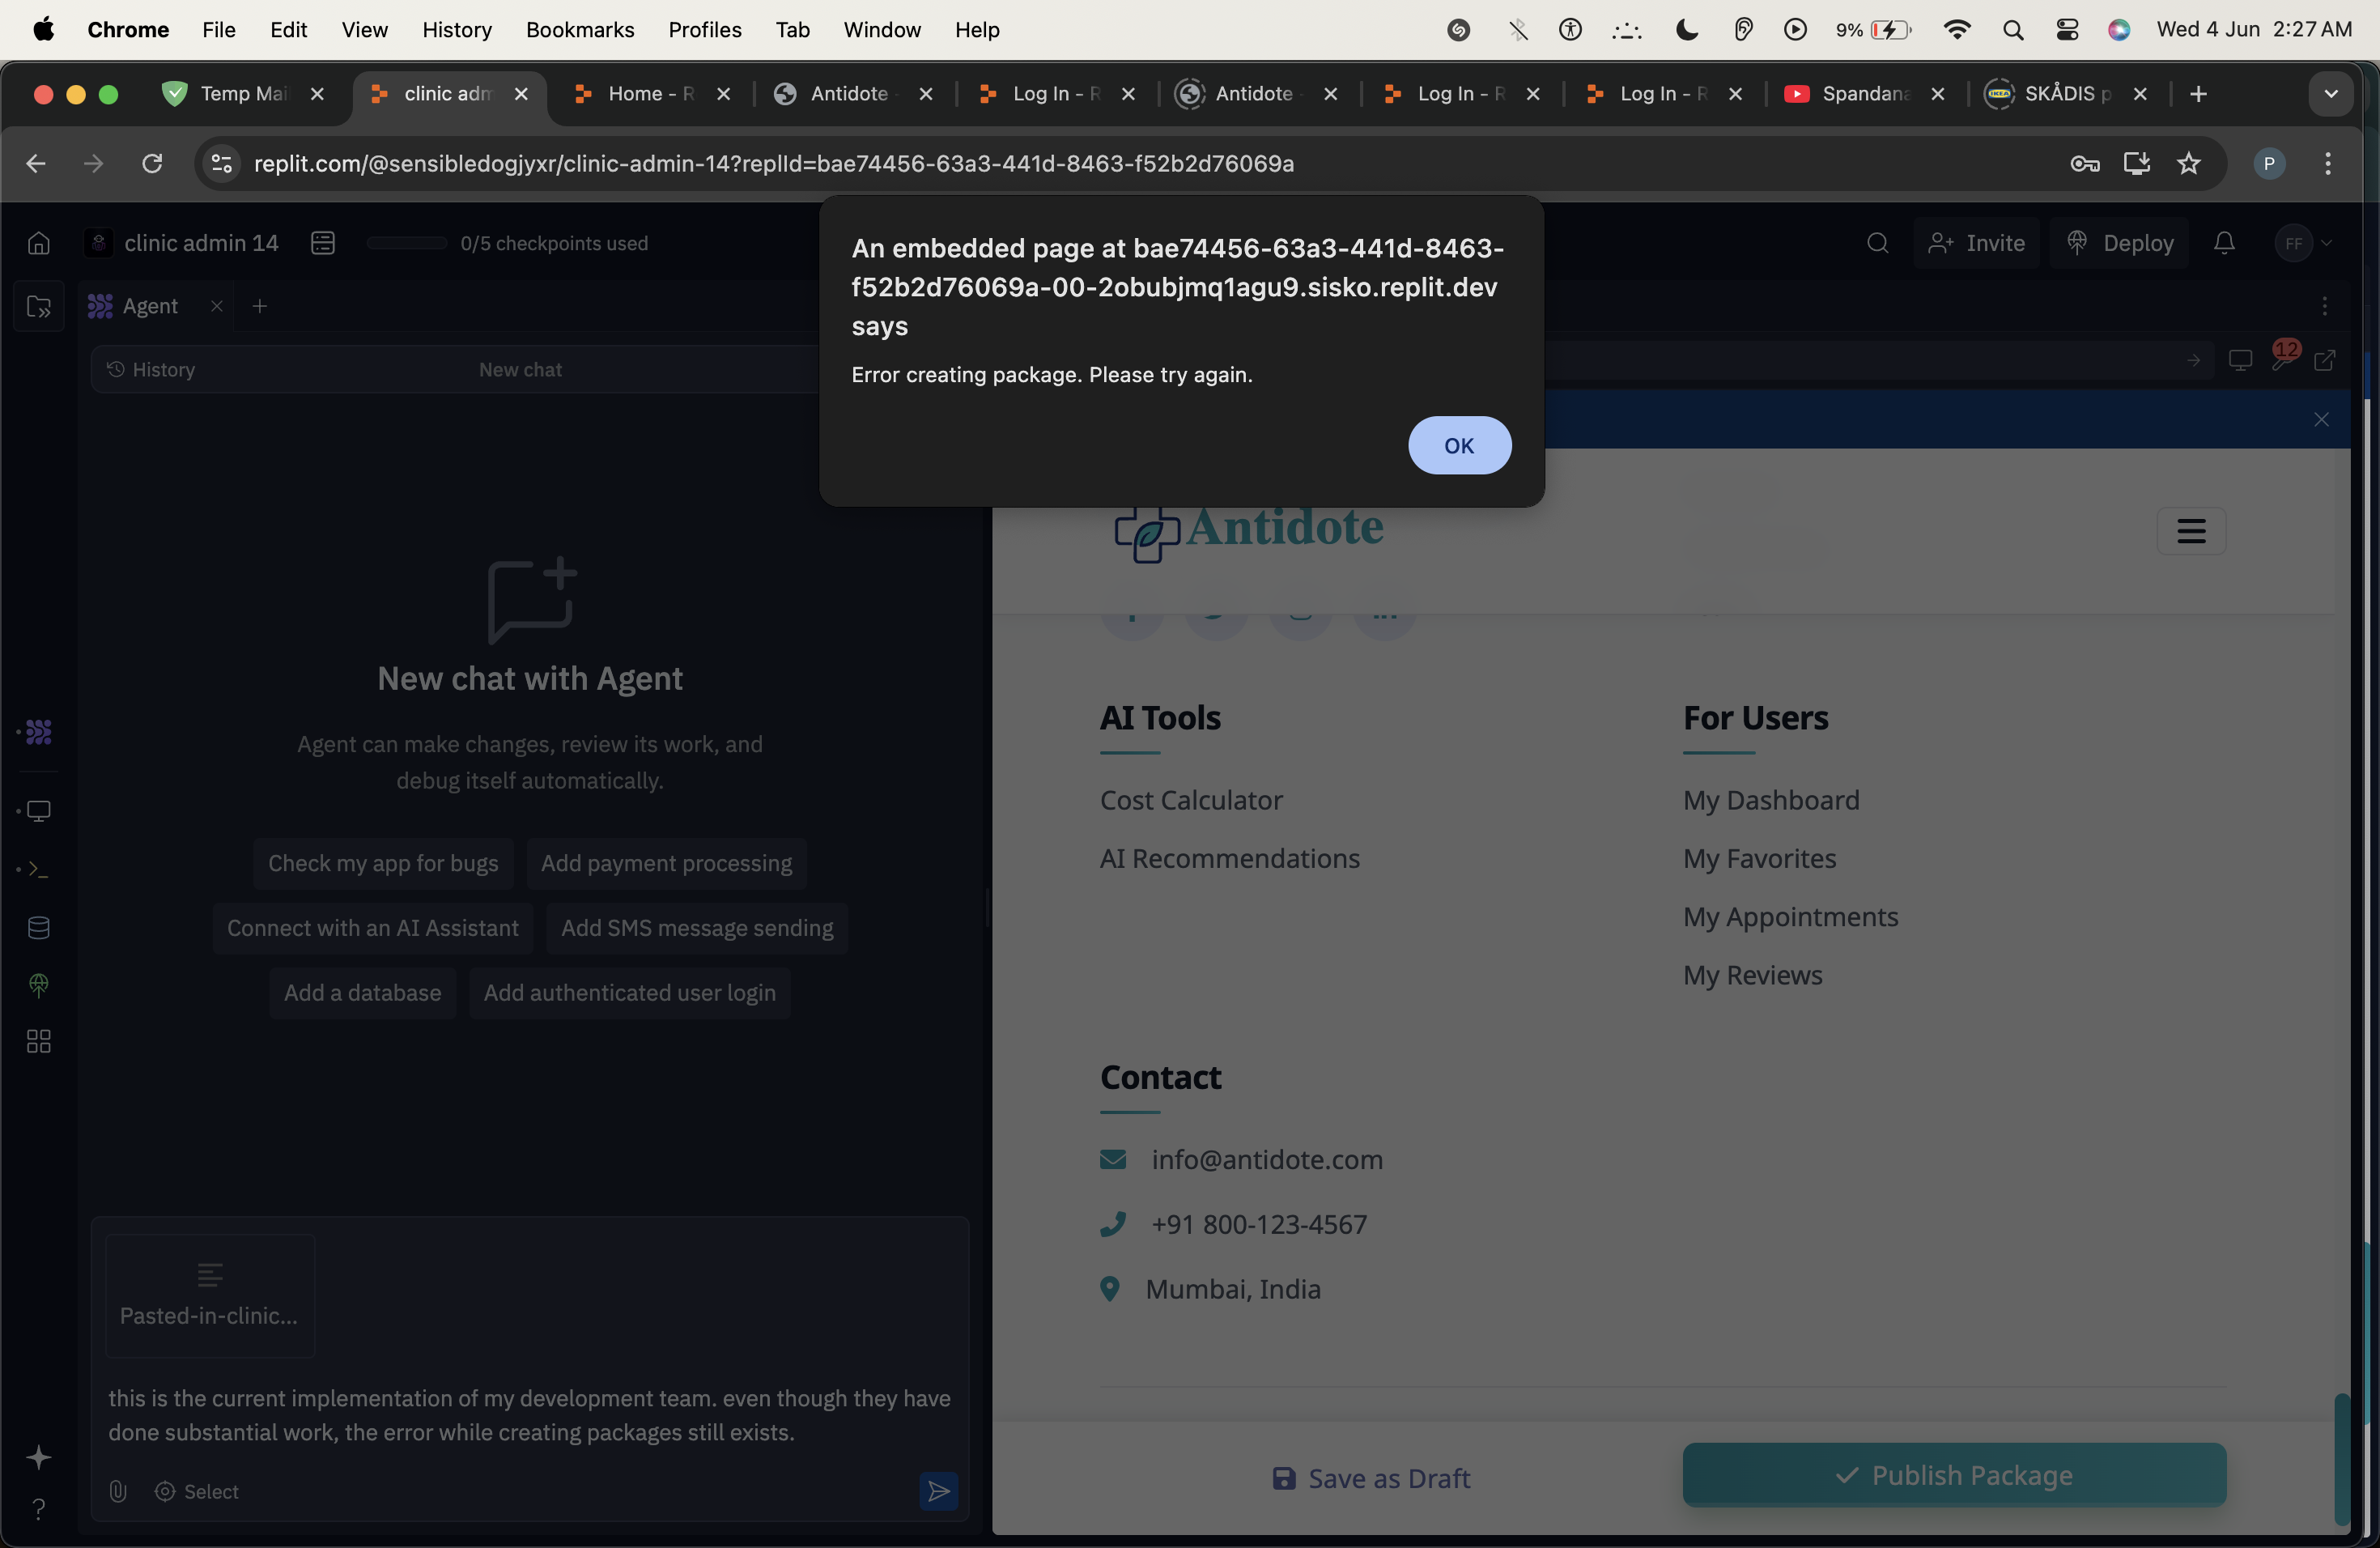 Chrome File Edit View History Bookmarks Profiles Tab Window Help 9% Wed 4 Jun 2:27 AM
Temp Mai clinic adm Home - R Antidote Log In - R Antidote Log In - R Log In - R Spandana SKÅDIS p
replit.com/@sensibledogjyxr/clinic-admin-14?replId=bae74456-63a3-441d-8463-f52b2d76069a P
An embedded page at bae74456-63a3-441d-8463-
f52b2d76069a-00-2obubjmq1agu9.sisko.replit.dev
says
Error creating package. Please try again.
OK
clinic admin 14 0/5 checkpoints used Invite Deploy FF
Agent
History New chat 12
New chat with Agent
Agent can make changes, review its work, and
debug itself automatically.
Check my app for bugs Add payment processing
Connect with an AI Assistant Add SMS message sending
Add a database Add authenticated user login
Pasted-in-clinic...
this is the current implementation of my development team. even though they have
done substantial work, the error while creating packages still exists.
Select
Antidote
AI Tools
Cost Calculator
AI Recommendations
For Users
My Dashboard
My Favorites
My Appointments
My Reviews
Contact
info@antidote.com
+91 800-123-4567
Mumbai, India
Save as Draft Publish Package